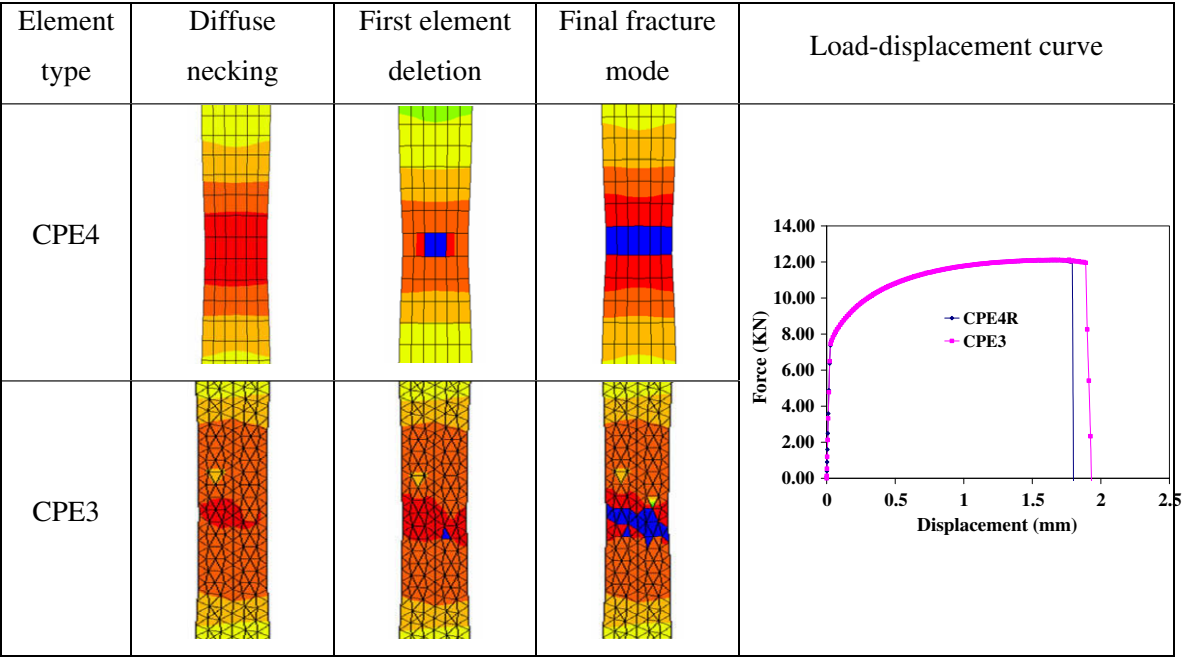 Element type
Diffuse necking
First element deletion
Final fracture mode
Load-displacement curve
CPE4
CPE3
14.00
12.00
10.00
8.00
6.00
4.00
2.00
0.00
Force (KN)
CPE4R
CPE3
0 0.5 1 1.5 2 2.5
Displacement (mm)